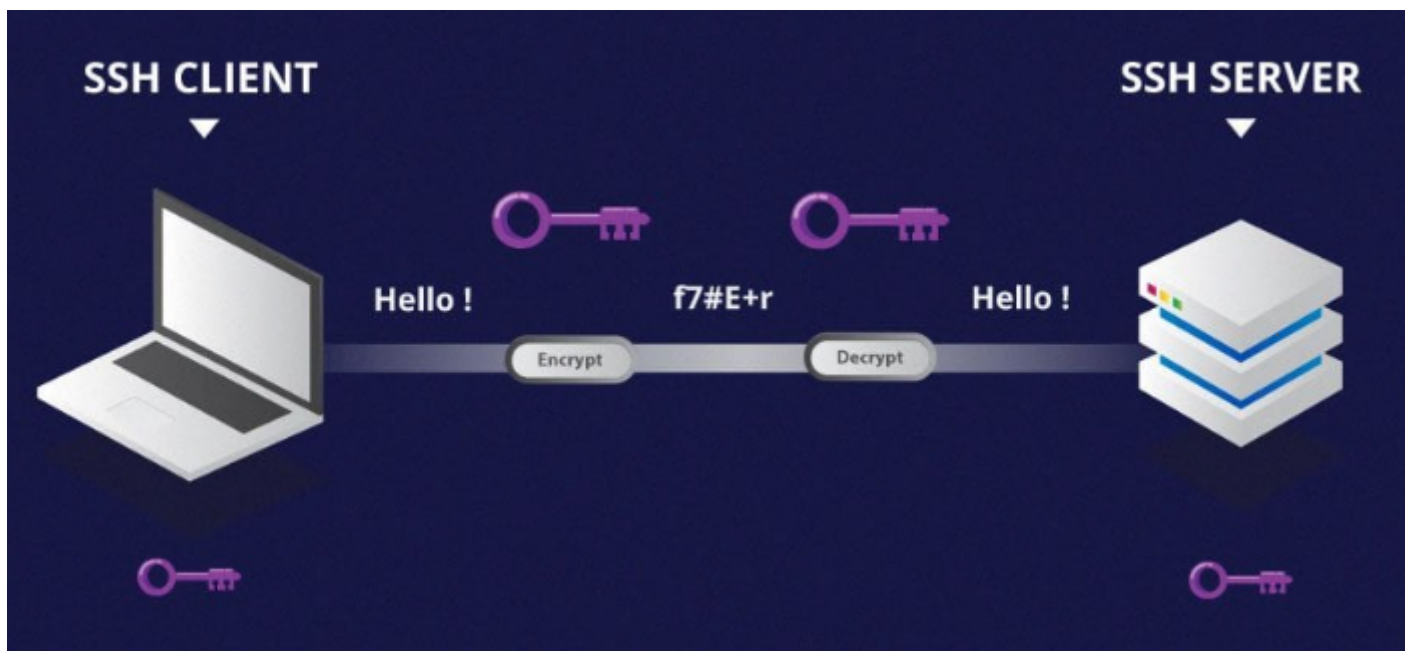 SSH CLIENT
SSH SERVER
Hello !
f7#E+r
Hello !
Encrypt
Decrypt